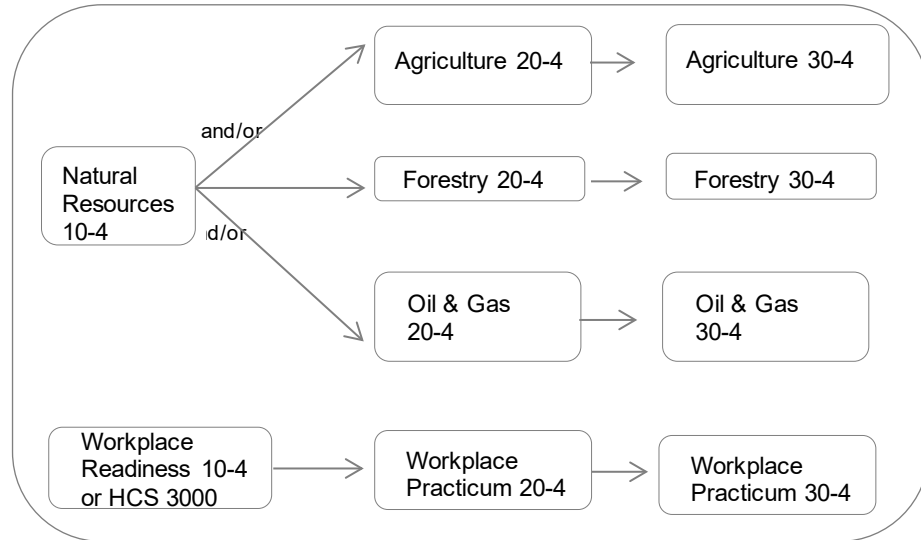 Agriculture 20-4
Agriculture 30-4
and/or
Natural
Resources
10-4
Forestry 20-4
Forestry 30-4
d/or
Oil & Gas
20-4
Oil & Gas
30-4
Workplace
Readiness 10-4
or HCS 3000
Workplace
Practicum 20-4
Workplace
Practicum 30-4